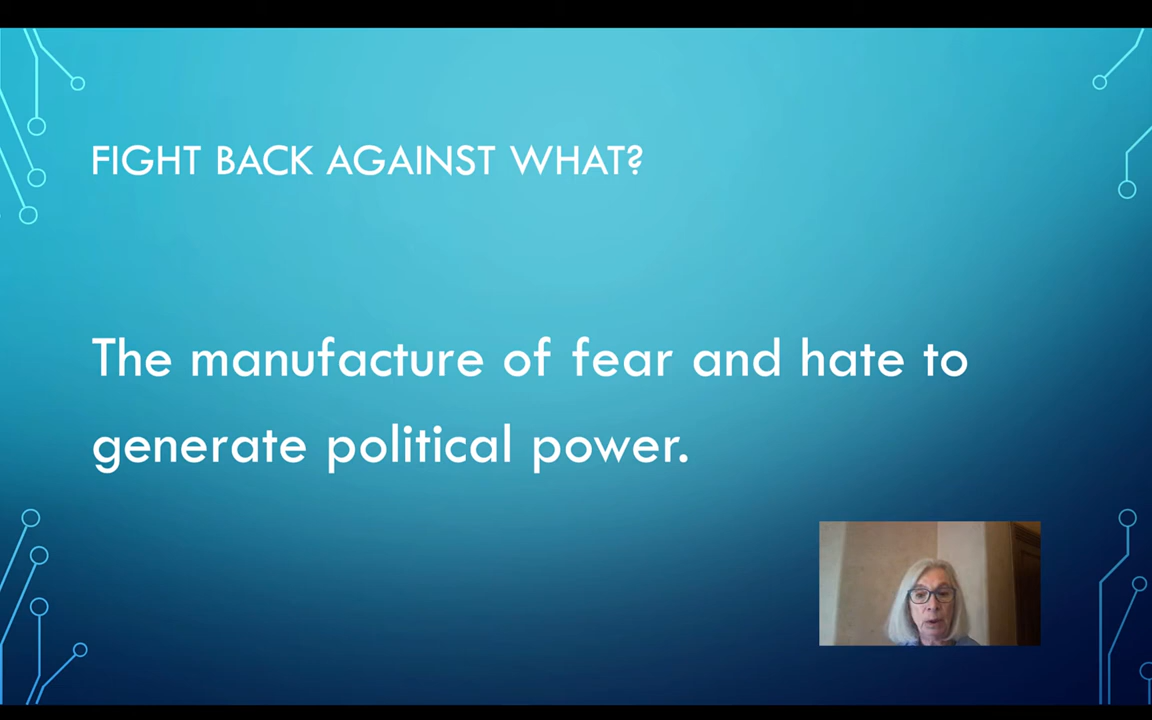 FIGHT BACK AGAINST WHAT?
The manufacture of fear and hate to
generate political power.